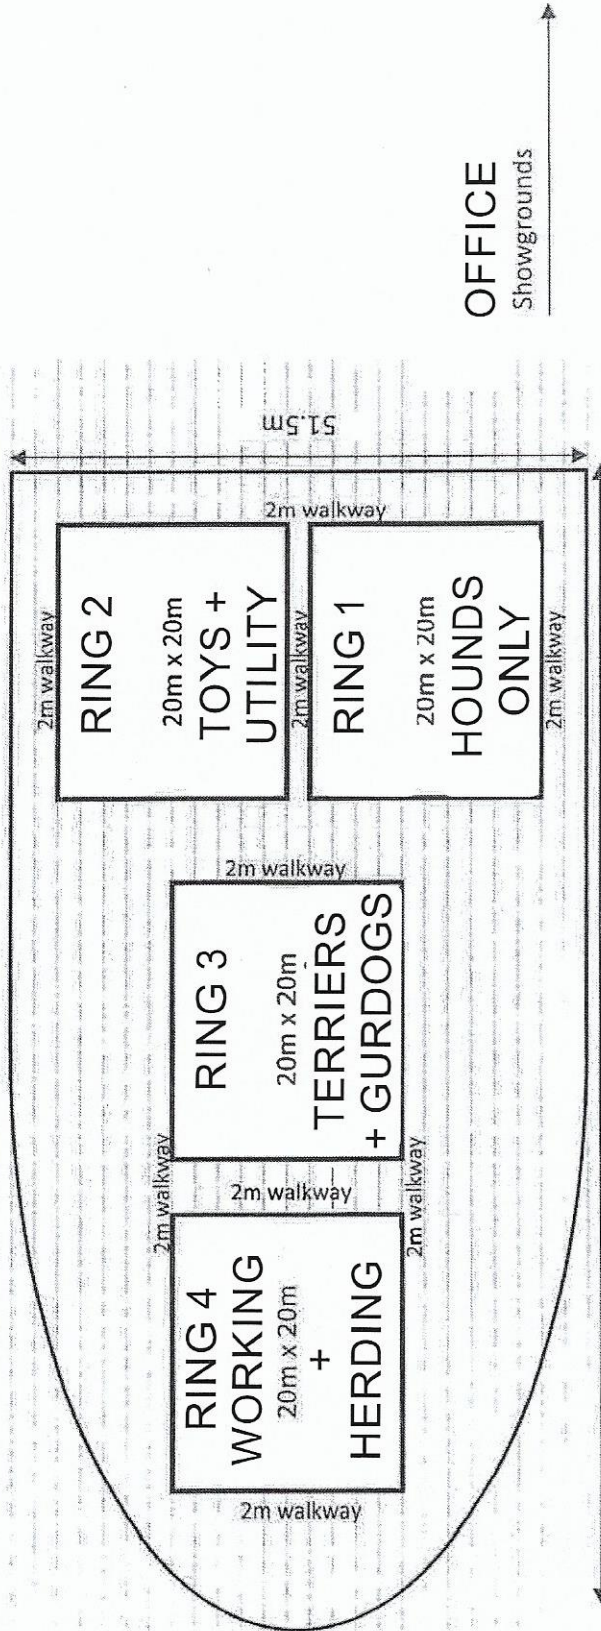 RING 4
WORKING
20m x 20m
+
HERDING
2m walkway
2m walkway
2m walkway
2m walkway
RING 3
20m x 20m
TERRIERS
+ GURDOGS
2m walkway
RING 2
20m x 20m
TOYS +
UTILITY
2m walkway
2m walkway
RING 1
20m x 20m
HOUNDS
ONLY
2m walkway
2m walkway
51.5m
OFFICE
Showgrounds